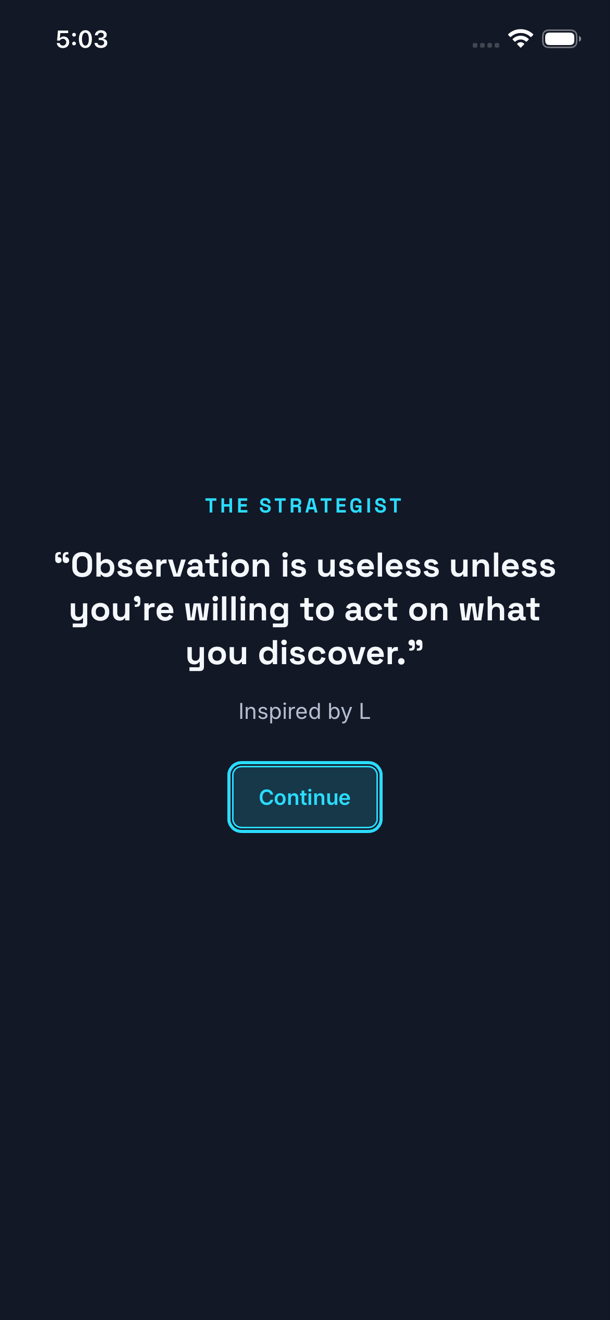 5:03
THE STRATEGIST
“Observation is useless unless
you’re willing to act on what
you discover.”
Inspired by L
Continue